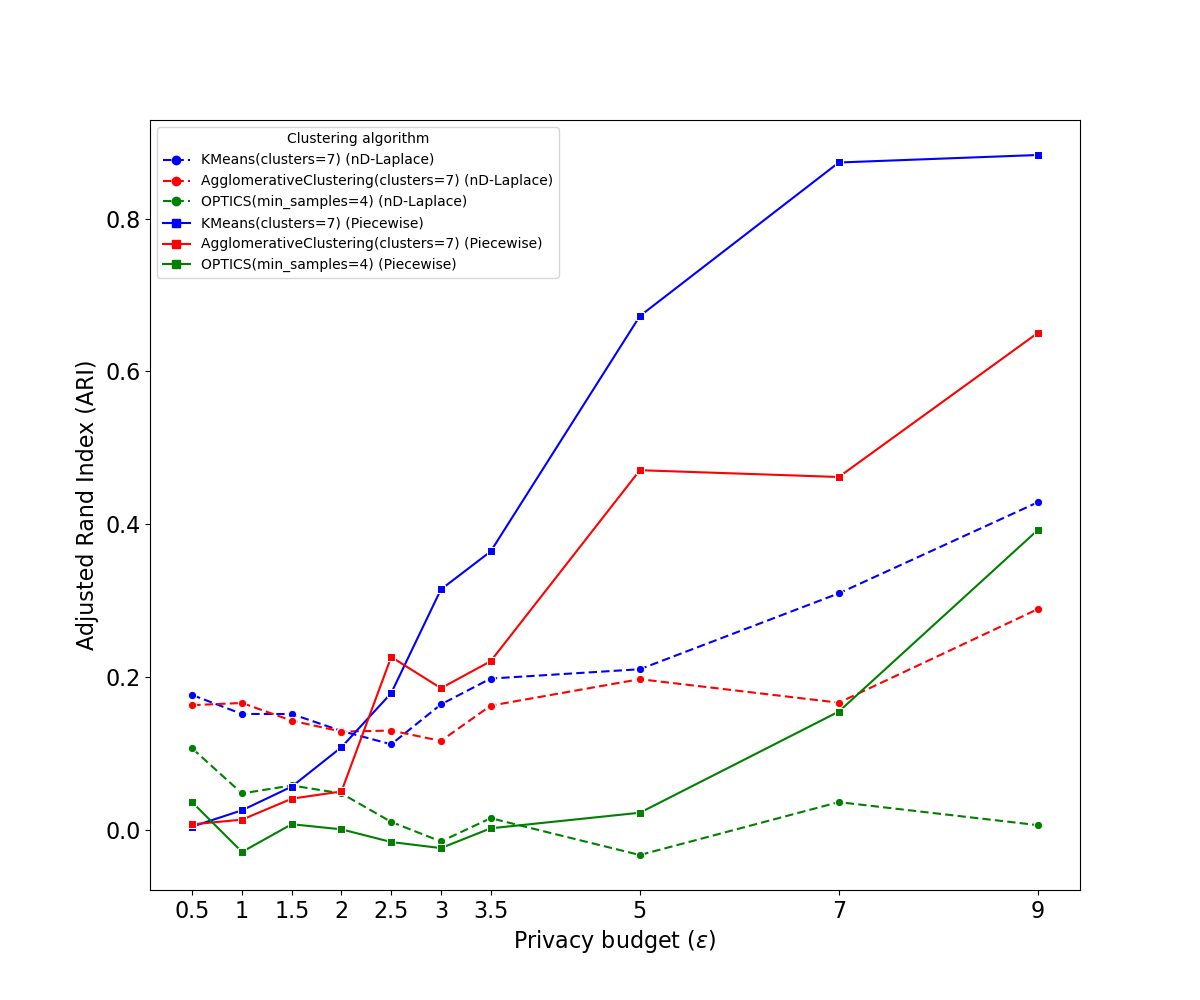 Clustering algorithm
KMeans(clusters=7) (nD-Laplace)
AgglomerativeClustering(clusters=7) (nD-Laplace)
OPTICS(min_samples=4) (nD-Laplace)
KMeans(clusters=7) (Piecewise)
AgglomerativeClustering(clusters=7) (Piecewise)
OPTICS(min_samples=4) (Piecewise)
Adjusted Rand Index (ARI)
0.8
0.6
0.4
0.2
0.0
0.5 1 1.5 2 2.5 3 3.5 5 7 9
Privacy budget (ε)